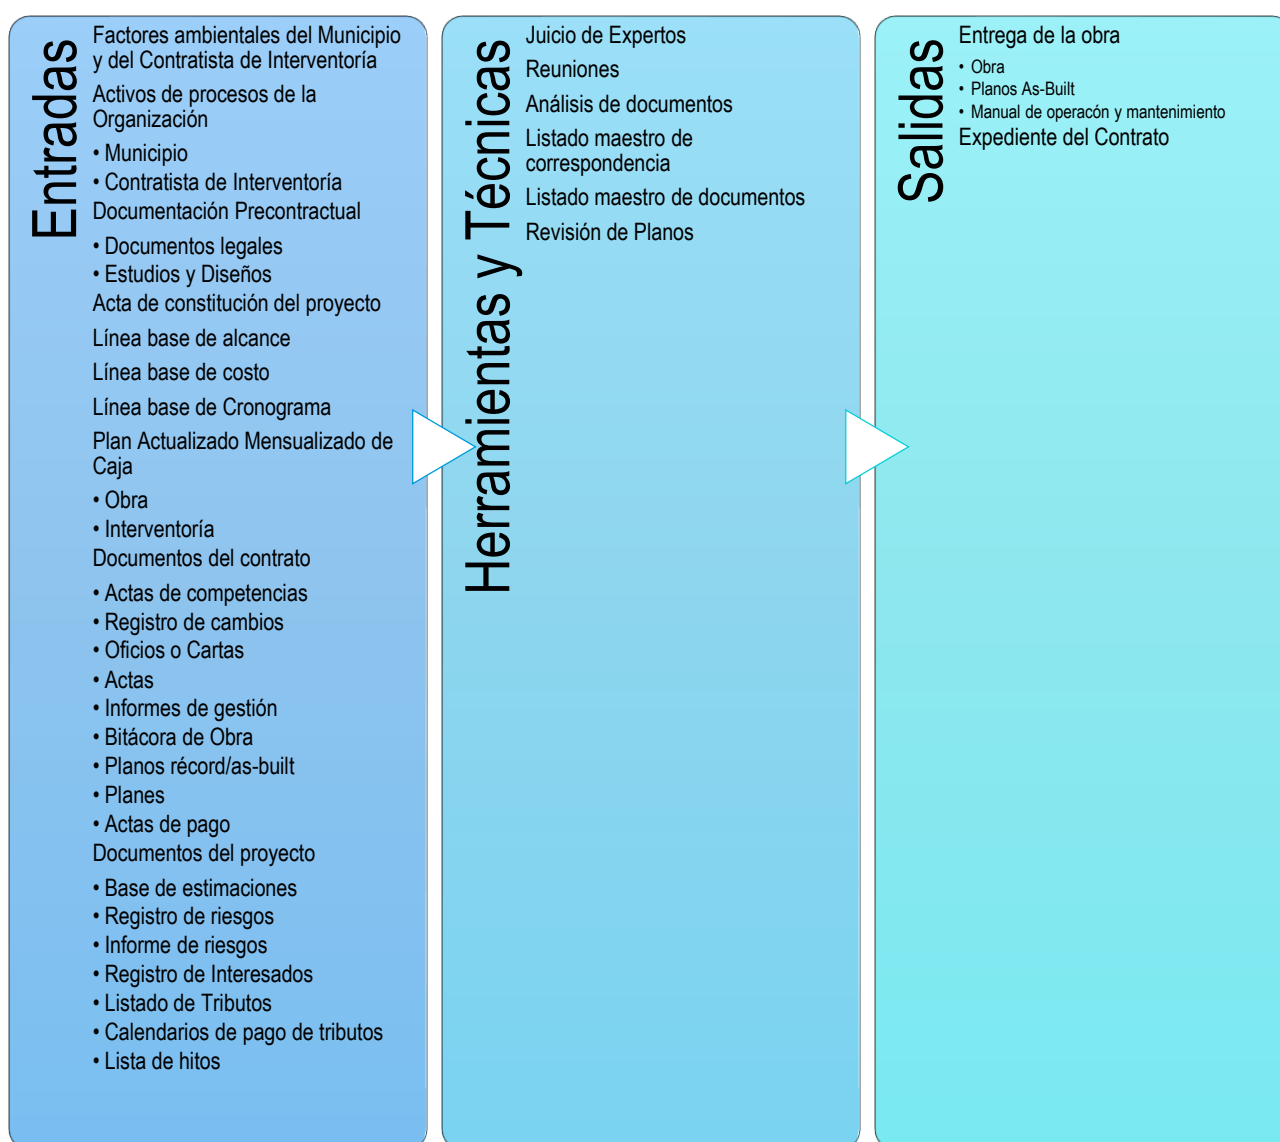 Entradas
Factores ambientales del Municipio
y del Contratista de Interventoría
Activos de procesos de la
Organización
• Municipio
• Contratista de Interventoría
Documentación Precontractual
• Documentos legales
• Estudios y Diseños
Acta de constitución del proyecto
Línea base de alcance
Línea base de costo
Línea base de Cronograma
Plan Actualizado Mensualizado de
Caja
• Obra
• Interventoría
Documentos del contrato
• Actas de competencias
• Registro de cambios
• Oficios o Cartas
• Actas
• Informes de gestión
• Bitácora de Obra
• Planos récord/as-built
• Planes
• Actas de pago
Documentos del proyecto
• Base de estimaciones
• Registro de riesgos
• Informe de riesgos
• Registro de Interesados
• Listado de Tributos
• Calendarios de pago de tributos
• Lista de hitos
Herramientas y Técnicas
Juicio de Expertos
Reuniones
Análisis de documentos
Listado maestro de
correspondencia
Listado maestro de documentos
Revisión de Planos
Salidas
Entrega de la obra
• Obra
• Planos As-Built
• Manual de operacón y mantenimiento
Expediente del Contrato